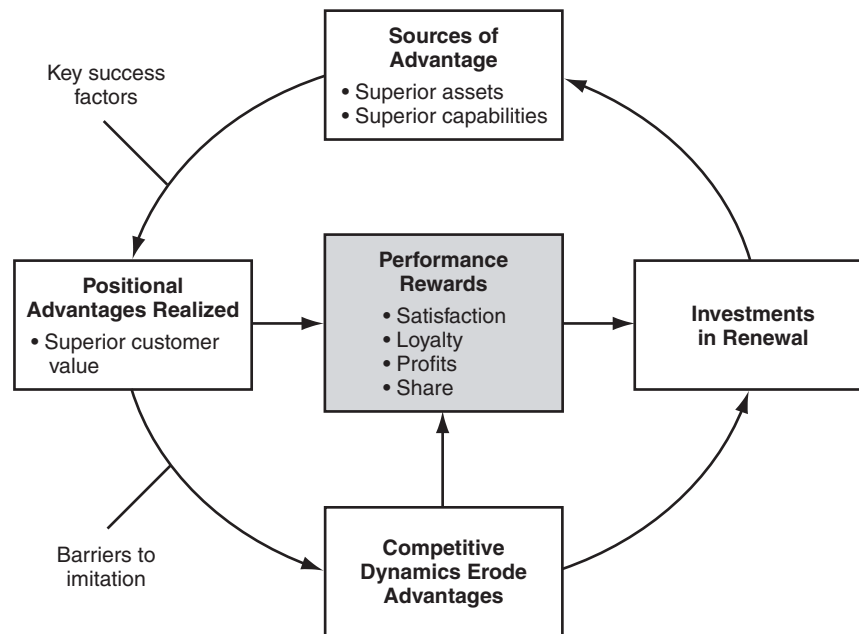 Sources of
Advantage
• Superior assets
• Superior capabilities
Key success
factors
Positional
Advantages Realized
• Superior customer
value
Performance
Rewards
• Satisfaction
• Loyalty
• Profits
• Share
Investments
in Renewal
Barriers to
imitation
Competitive
Dynamics Erode
Advantages